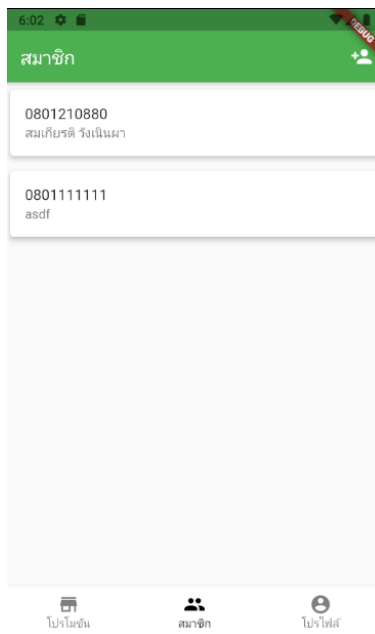 6:02
DEBUG
สมาชิก
0801210880
สมเกียรติ วังเนินผา
0801111111
asdf
โปรโมชัน
สมาชิก
โปรไฟล์